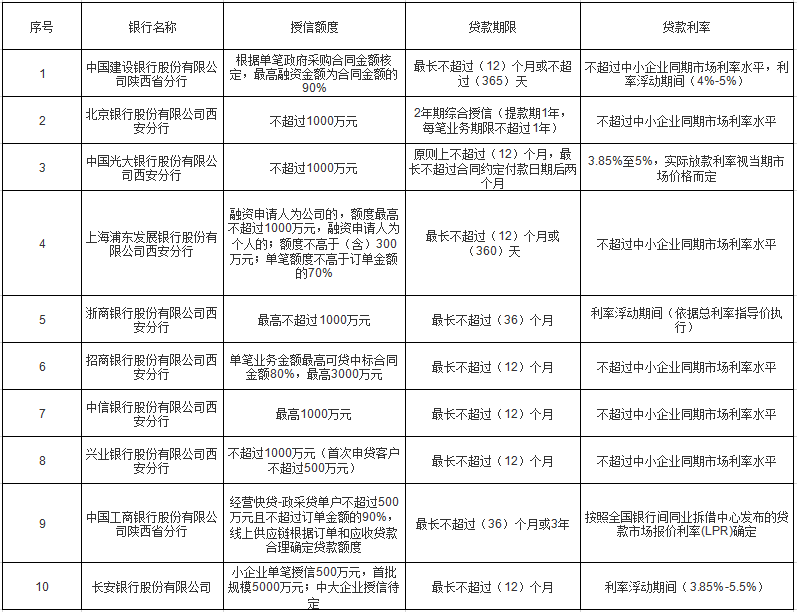 序号 银行名称 授信额度 贷款期限 贷款利率
1
中国建设银行股份有限公
司陕西省分行
根据单笔政府采购合同金额核
定，最高融资金额为合同金额的
90%
最长不超过（12）个月或不超
过（365）天
不超过中小企业同期市场利率水平，利
率浮动期间（4%-5%）
2
北京银行股份有限公司西
安分行
不超过1000万元
2年期综合授信（提款期1年，
每笔业务期限不超过1年）
不超过中小企业同期市场利率水平
3
中国光大银行股份有限公
司西安分行
不超过1000万元
原则上不超过（12）个月，最
长不超过合同约定付款日期后两
个月
3.85%至5%，实际放款利率视当期市
场价格而定
4
上海浦东发展银行股份有
限公司西安分行
融资申请人为公司的，额度最高
不超过1000万元，融资申请人为
个人的；额度不高于（含）300
万元；单笔额度不高于订单金额
的70%
最长不超过（12）个月或
（360）天
不超过中小企业同期市场利率水平
5
浙商银行股份有限公司西
安分行
最高不超过1000万元
最长不超过（36）个月
利率浮动期间（依据总利率指导价执
行）
6
招商银行股份有限公司西
安分行
单笔业务金额最高可贷中标合同
金额80%，最高3000万元
最长不超过（12）个月
不超过中小企业同期市场利率水平
7
中信银行股份有限公司西
安分行
最高1000万元
最长不超过（12）个月
不超过中小企业同期市场利率水平
8
兴业银行股份有限公司西
安分行
不超过1000万元（首次申贷客户
不超过500万元）
最长不超过（12）个月
不超过中小企业同期市场利率水平
9
中国工商银行股份有限公
司陕西省分行
经营快贷-政采贷单户不超过500
万元且不超过订单金额的90%，
线上供应链根据订单和应收贷款
合理确定贷款额度
最长不超过（36）个月或3年
按照全国银行间同业拆借中心发布的贷
款市场报价利率(LPR)确定
10
长安银行股份有限公司
小企业单笔授信500万元，首批
规模5000万元；中大企业授信待
定
最长不超过（12）个月
利率浮动期间（3.85%-5.5%）